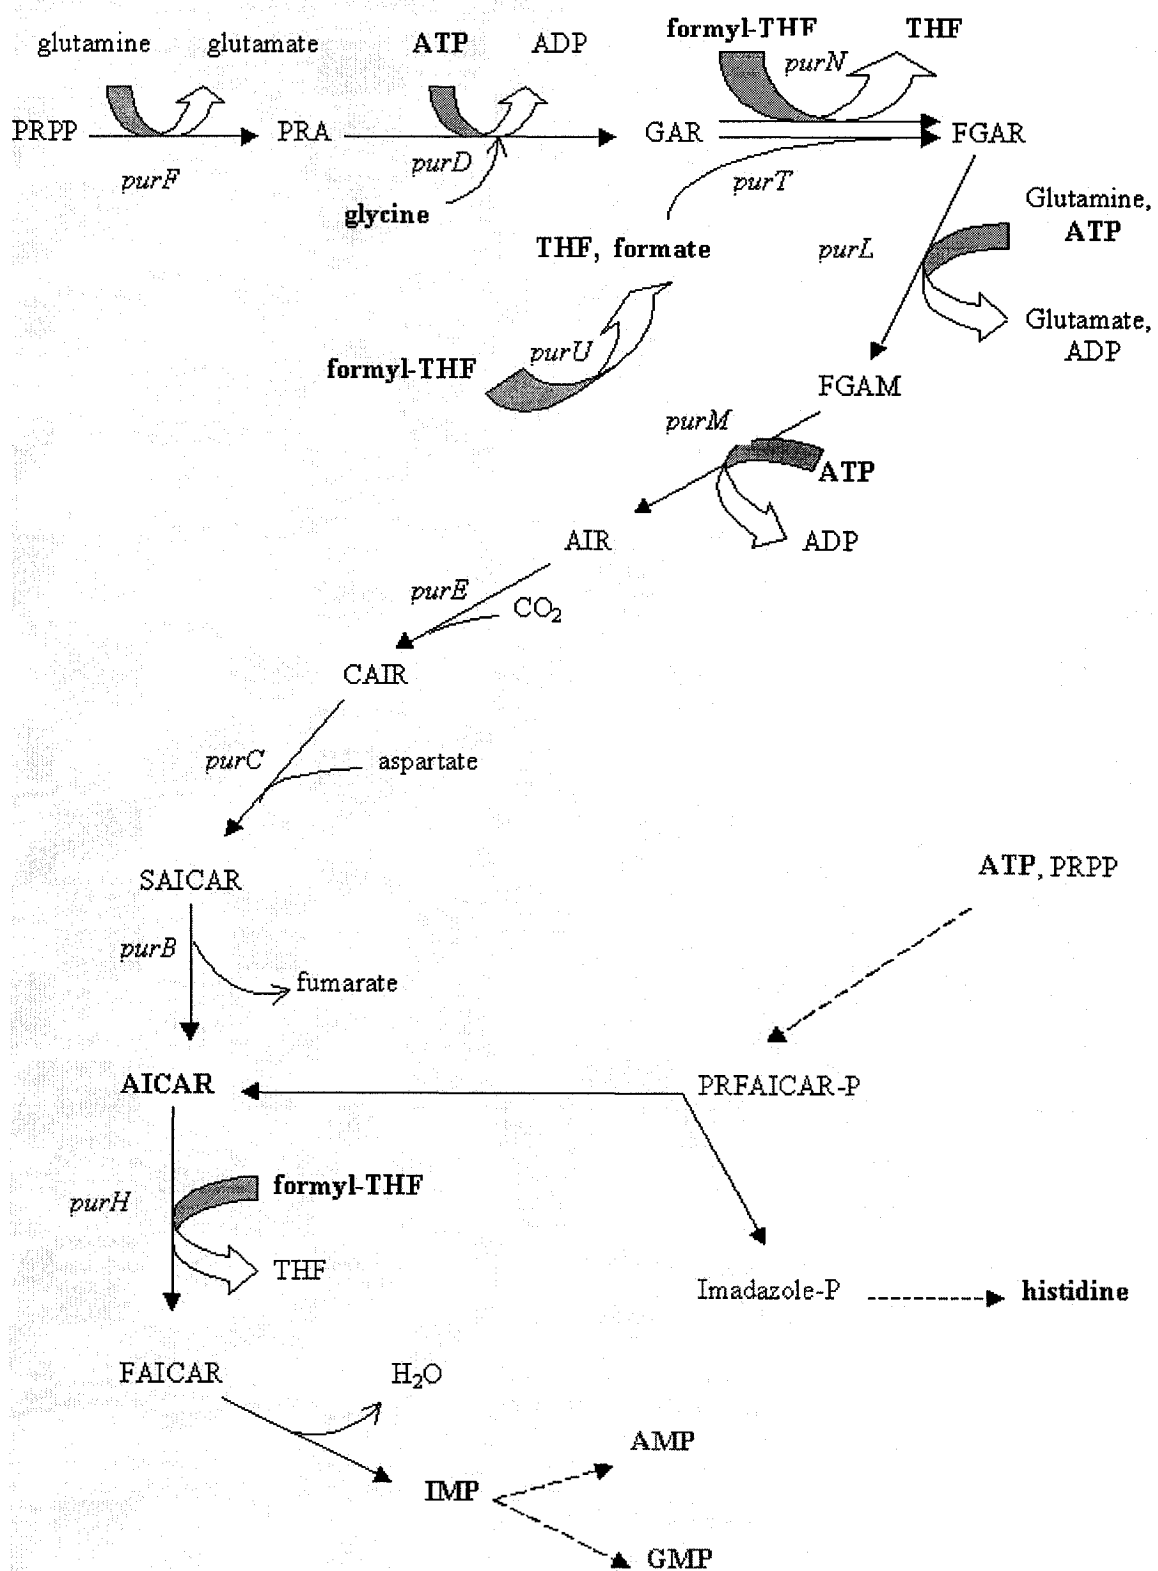 formyl-THF THF
glutamine glutamate ATP ADP
purN
PRPP PRA GAR FGAR
purF purD purT
glycine
Glutamine,
ATP
THF, formate purL
Glutamate,
ADP
purU
formyl-THF
FGAM
purM
ATP
AIR ADP
purE
CO2
CAIR
purC aspartate
ATP, PRPP
SAICAR
purB
fumarate
AICAR PRFAICAR-P
formyl-THF
purH
THF
Imadazole-P histidine
FAICAR H2O
AMP
IMP
GMP